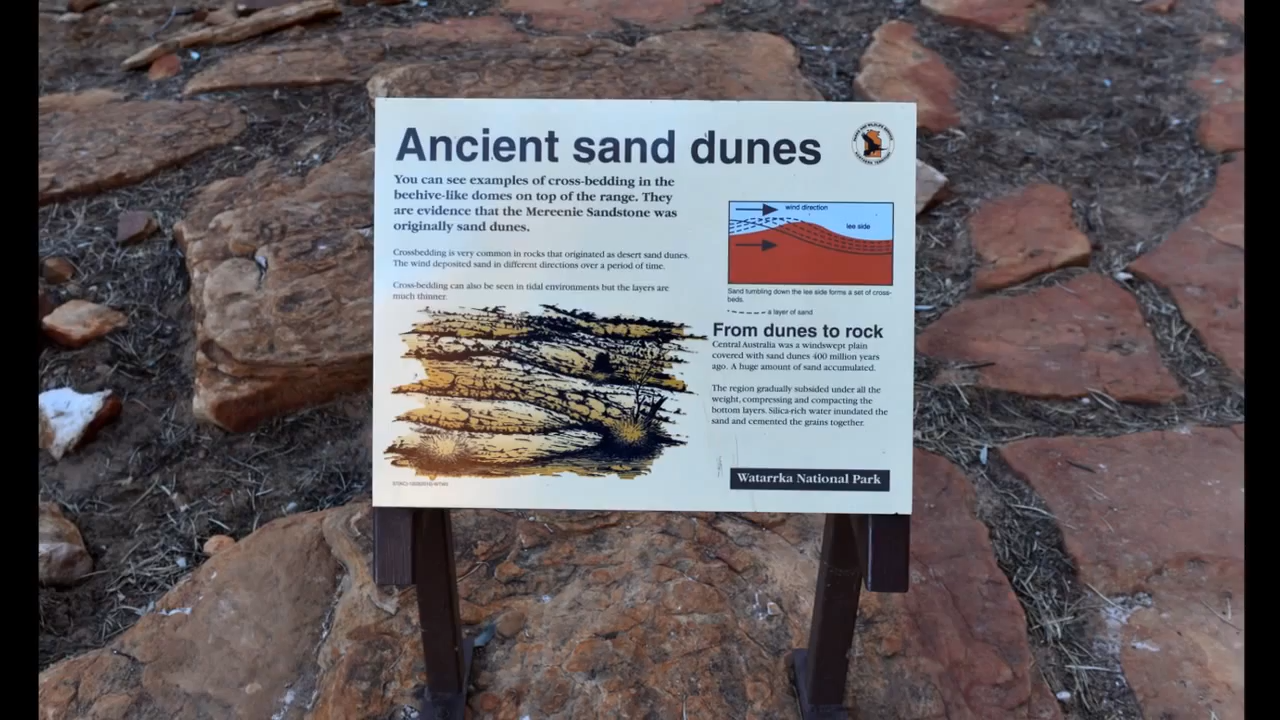 Ancient sand dunes
You can see examples of cross-bedding in the
beehive-like domes on top of the range. They
are evidence that the Mereenie Sandstone was
originally sand dunes.
Crossbedding is very common in rocks that originated as desert sand dunes.
The wind deposited sand in different directions over a period of time.
Cross-bedding can also be seen in tidal environments but the layers are
much thinner.
wind direction
lee side
Sand tumbling down the lee side forms a set of cross-
beds.
a layer of sand
From dunes to rock
Central Australia was a windswept plain
covered with sand dunes 400 million years
ago. A huge amount of sand accumulated.
The region gradually subsided under all the
weight, compressing and compacting the
bottom layers. Silica-rich water inundated the
sand and cemented the grains together.
Watarrka National Park